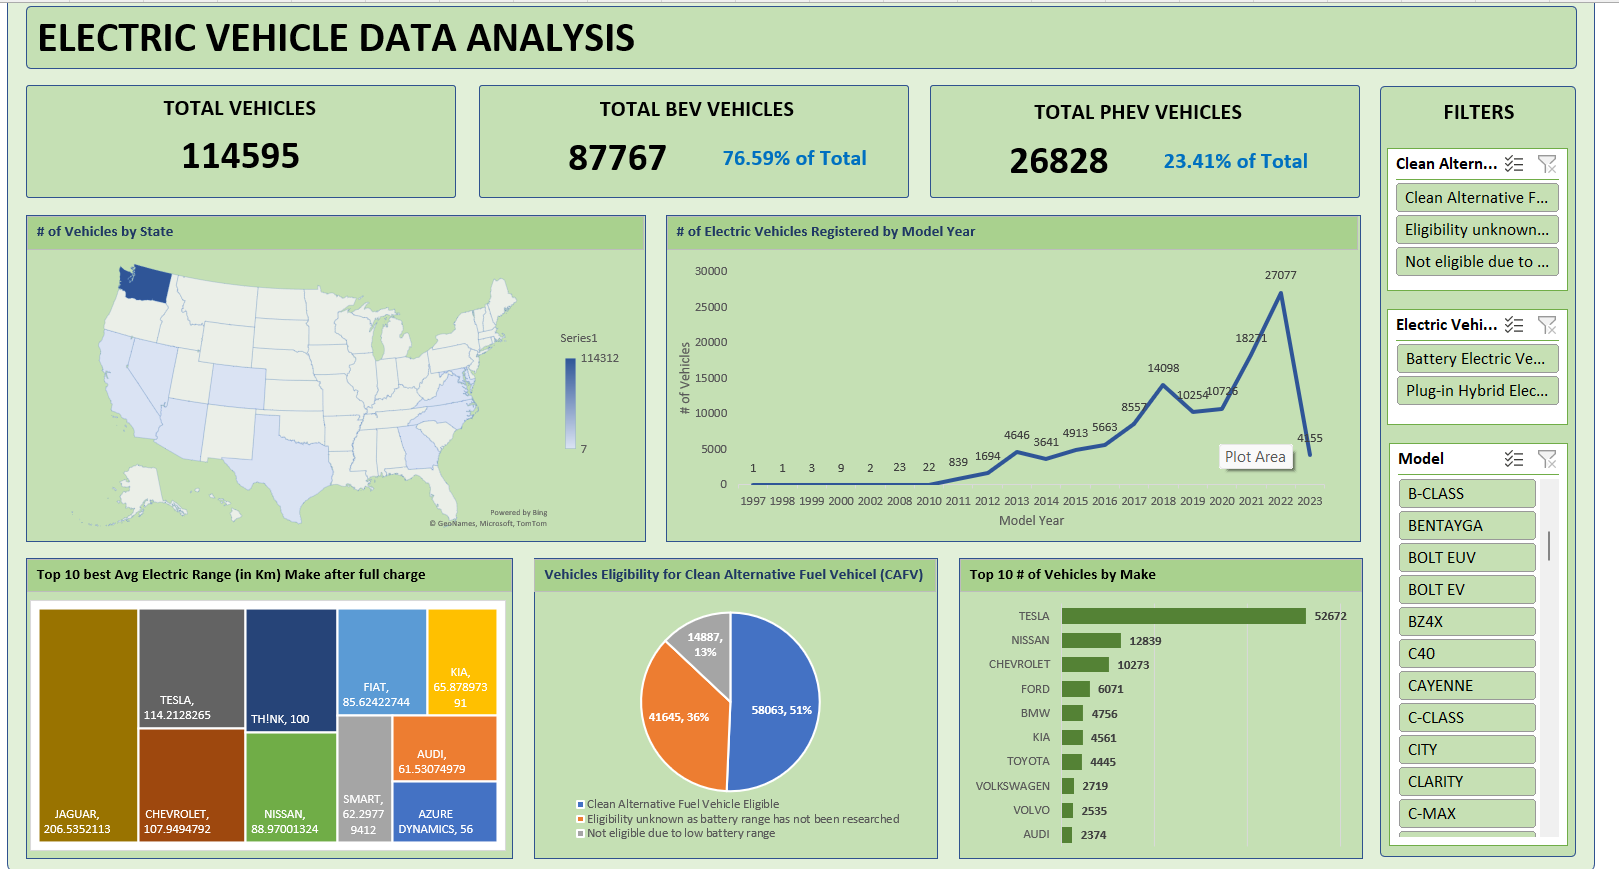 ELECTRIC VEHICLE DATA ANALYSIS
TOTAL VEHICLES
114595
TOTAL BEV VEHICLES
87767
76.59% of Total
TOTAL PHEV VEHICLES
26828
23.41% of Total
# of Vehicles by State
Series1
114312
7
Powered by Bing
© GeoNames, Microsoft, TomTom
# of Electric Vehicles Registered by Model Year
# of Vehicles
30000
25000
20000
15000
10000
5000
0
1
1
3
9
2
23
22
839
1694
4646
3641
4913
5663
8557
14098
10254
10726
18271
27077
4155
Plot Area
1997 1998 1999 2000 2002 2008 2010 2011 2012 2013 2014 2015 2016 2017 2018 2019 2020 2021 2022 2023
Model Year
Top 10 best Avg Electric Range (in Km) Make after full charge
JAGUAR,
206.5352113
TESLA,
114.2128265
CHEVROLET,
107.9494792
TH!NK, 100
NISSAN,
88.97001324
FIAT,
85.62422744
KIA,
65.878973
91
SMART,
62.2977
9412
AUDI,
61.53074979
AZURE
DYNAMICS, 56
Vehicles Eligibility for Clean Alternative Fuel Vehicel (CAFV)
14887,
13%
41645, 36%
58063, 51%
Clean Alternative Fuel Vehicle Eligible
Eligibility unknown as battery range has not been researched
Not eligible due to low battery range
Top 10 # of Vehicles by Make
TESLA 52672
NISSAN 12839
CHEVROLET 10273
FORD 6071
BMW 4756
KIA 4561
TOYOTA 4445
VOLKSWAGEN 2719
VOLVO 2535
AUDI 2374
FILTERS
Clean Altern...
Clean Alternative F...
Eligibility unknown...
Not eligible due to ...
Electric Vehi...
Battery Electric Ve...
Plug-in Hybrid Elec...
Model
B-CLASS
BENTAYGA
BOLT EUV
BOLT EV
BZ4X
C40
CAYENNE
C-CLASS
CITY
CLARITY
C-MAX